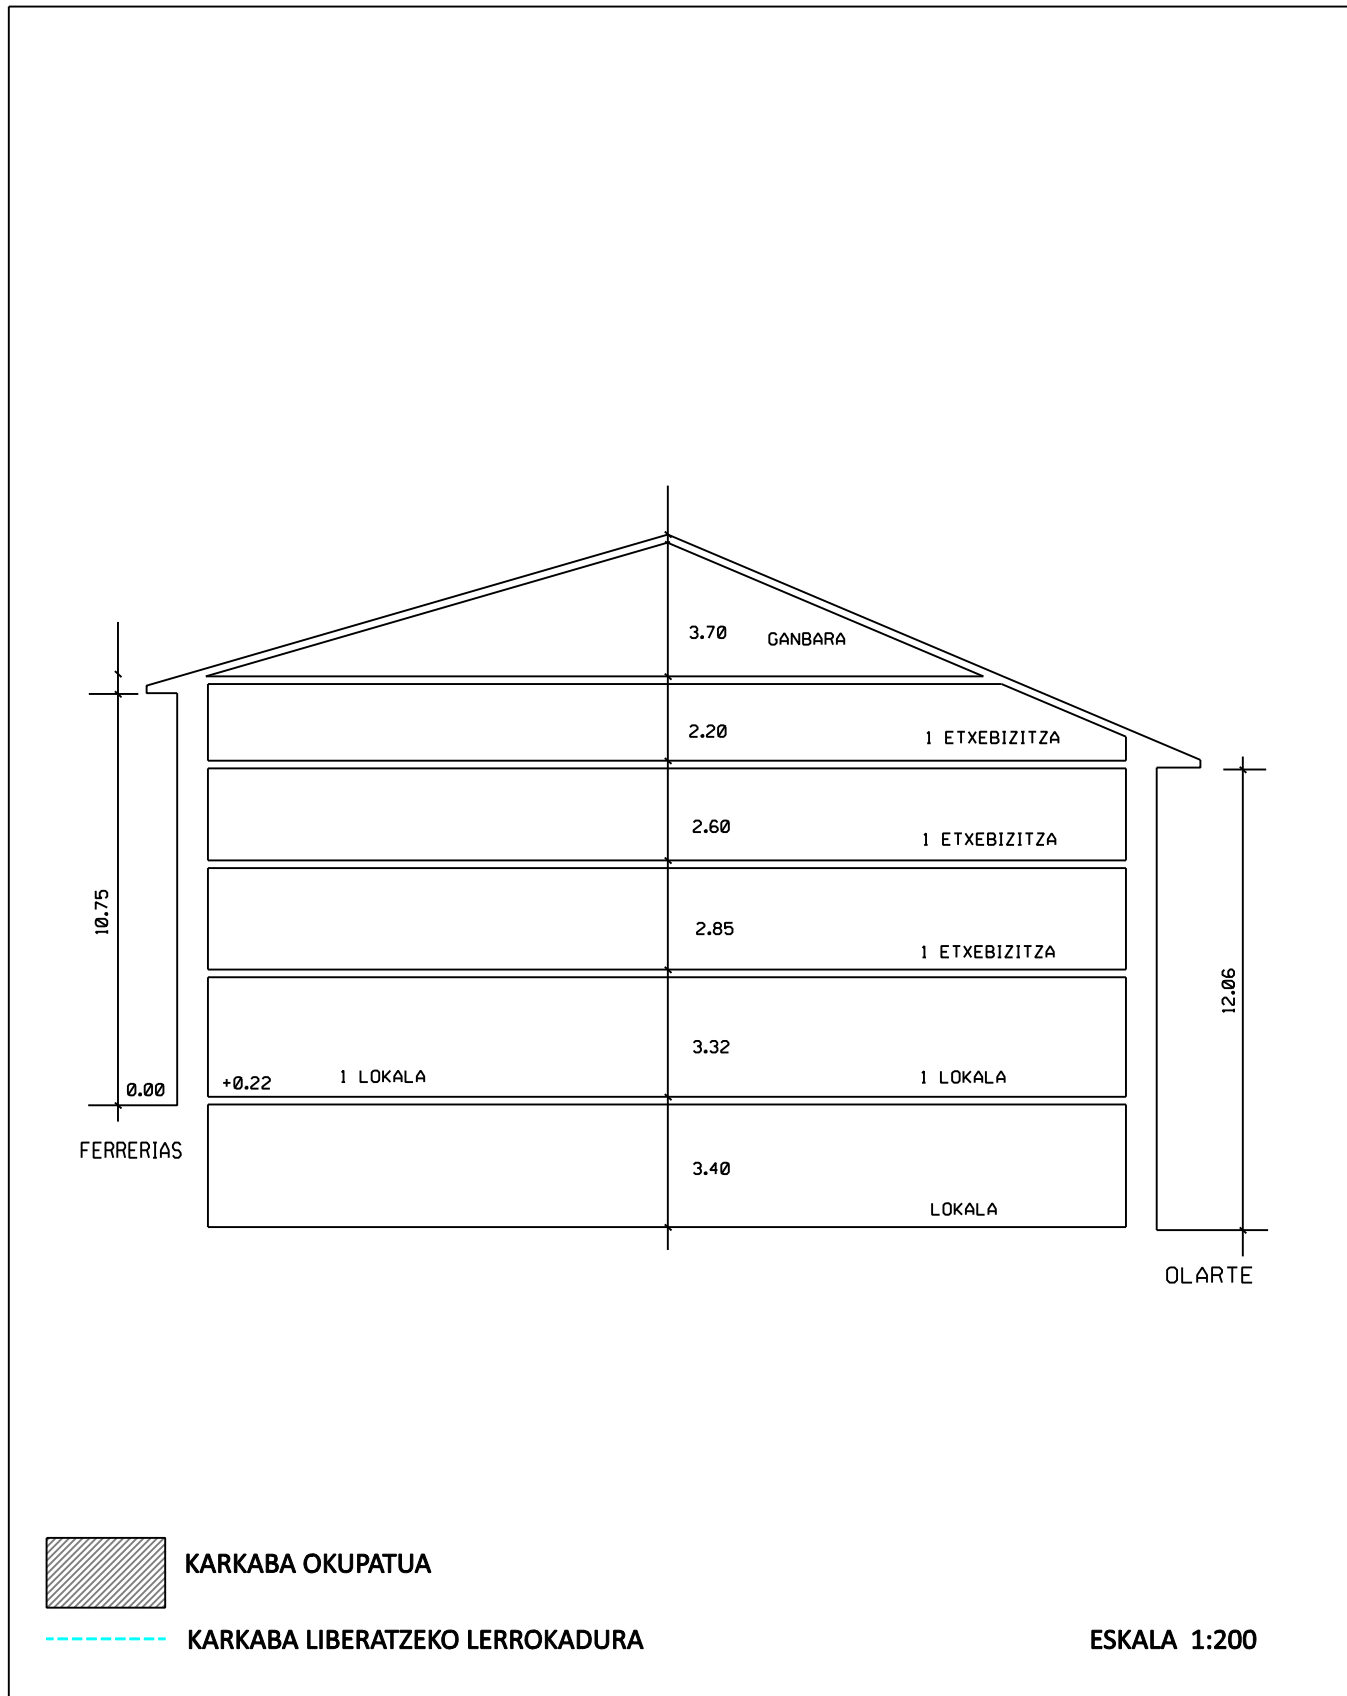 3.70
GANBARA
2.20
1 ETXEBIZITZA
2.60
1 ETXEBIZITZA
10.75
2.85
1 ETXEBIZITZA
12.06
3.32
0.00
+0.22
1 LOKALA
1 LOKALA
FERRERIAS
3.40
LOKALA
OLARTE
KARKABA OKUPATUA
KARKABA LIBERATZEKO LERROKADURA
ESKALA 1:200